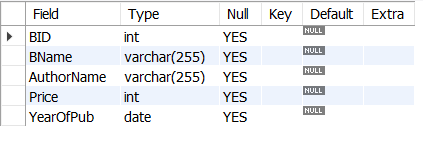 Field Type Null Key Default Extra
BID int YES NULL
BName varchar(255) YES NULL
AuthorName varchar(255) YES NULL
Price int YES NULL
YearOfPub date YES NULL